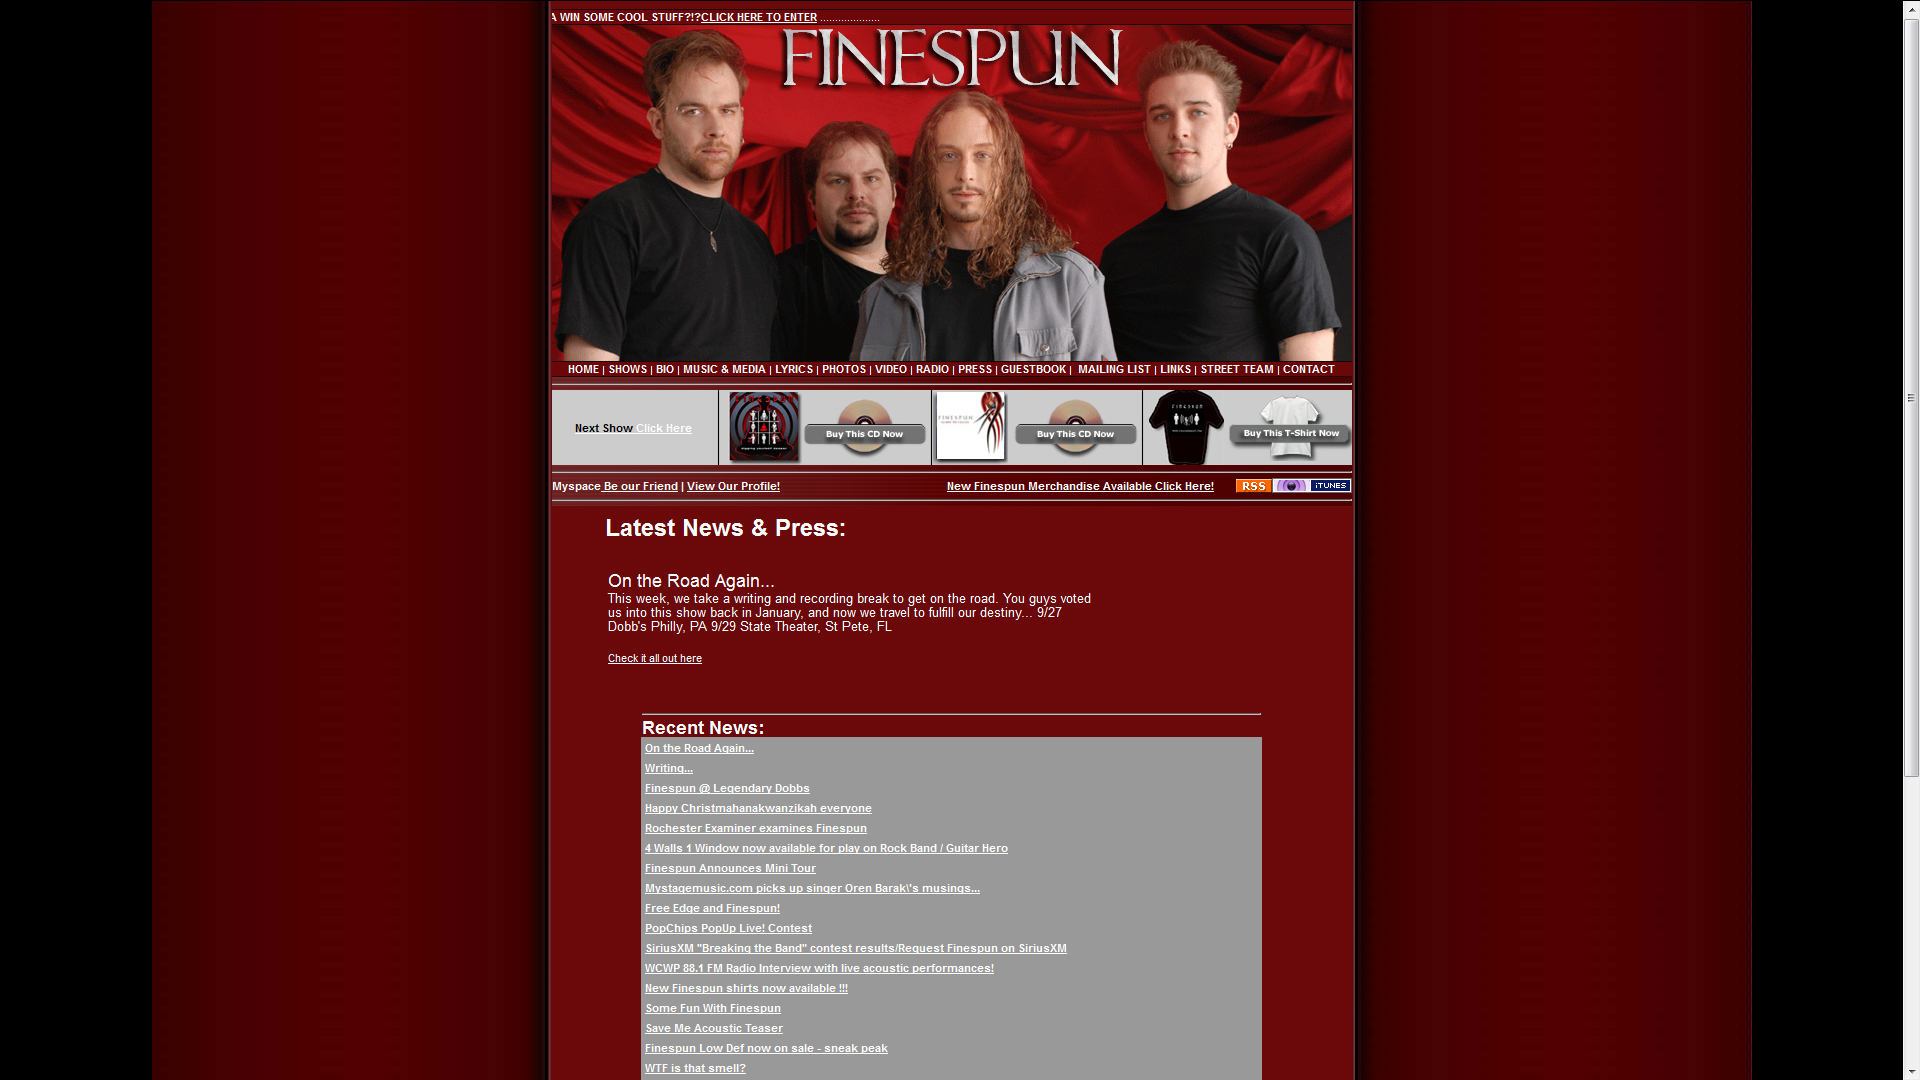 A WIN SOME COOL STUFF?!?CLICK HERE TO ENTER ....................
FINESPUN
HOME | SHOWS | BIO | MUSIC & MEDIA | LYRICS | PHOTOS | VIDEO | RADIO | PRESS | GUESTBOOK | MAILING LIST | LINKS | STREET TEAM | CONTACT
Next Show Click Here
FINESPUN
Buy This CD Now
FINESPUN
Buy This CD Now
FINESPUN
Buy This T-Shirt Now
Myspace Be our Friend | View Our Profile!
New Finespun Merchandise Available Click Here!
RSS iTUNES
Latest News & Press:
On the Road Again...
This week, we take a writing and recording break to get on the road. You guys voted
us into this show back in January, and now we travel to fulfill our destiny... 9/27
Dobb's Philly, PA 9/29 State Theater, St Pete, FL
Check it all out here
Recent News:
On the Road Again...
Writing...
Finespun @ Legendary Dobbs
Happy Christmahanakwanzikah everyone
Rochester Examiner examines Finespun
4 Walls 1 Window now available for play on Rock Band / Guitar Hero
Finespun Announces Mini Tour
Mystagemusic.com picks up singer Oren Barak\'s musings...
Free Edge and Finespun!
PopChips PopUp Live! Contest
SiriusXM "Breaking the Band" contest results/Request Finespun on SiriusXM
WCWP 88.1 FM Radio Interview with live acoustic performances!
New Finespun shirts now available !!!
Some Fun With Finespun
Save Me Acoustic Teaser
Finespun Low Def now on sale - sneak peak
WTF is that smell?